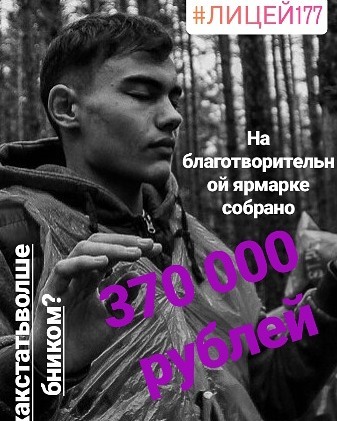 #ЛИЦЕЙ177
На
благотворительн
ой ярмарке
собрано
370 000
рублей
какстатьволше
бником?